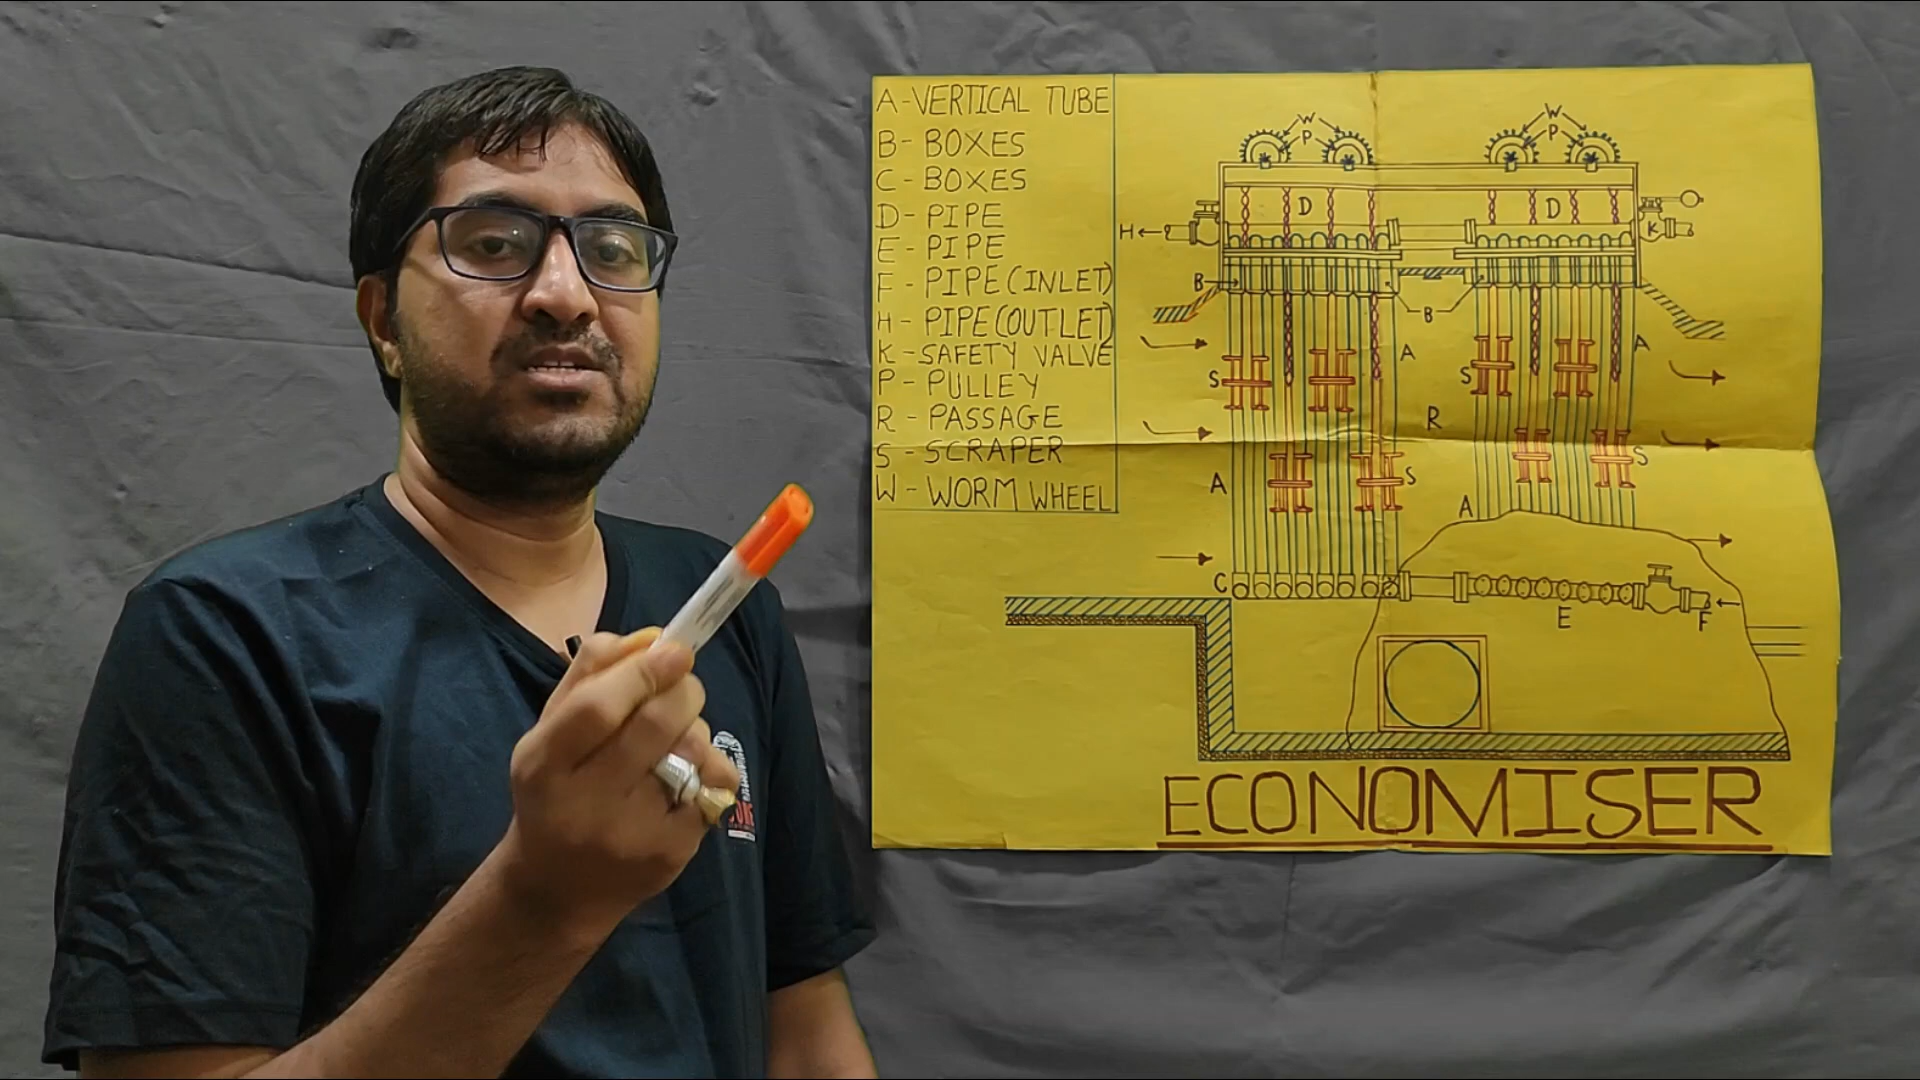 A-VERTICAL TUBE
B-BOXES
C-BOXES
D-PIPE
E-PIPE
F-PIPE(INLET)
H-PIPE(OUTLET)
K-SAFETY VALVE
P-PULLEY
R-PASSAGE
S-SCRAPER
W-WORM WHEEL
W W
P P
D D
H K
B B
A A
S S
R
A S A S
C E F
ECONOMISER